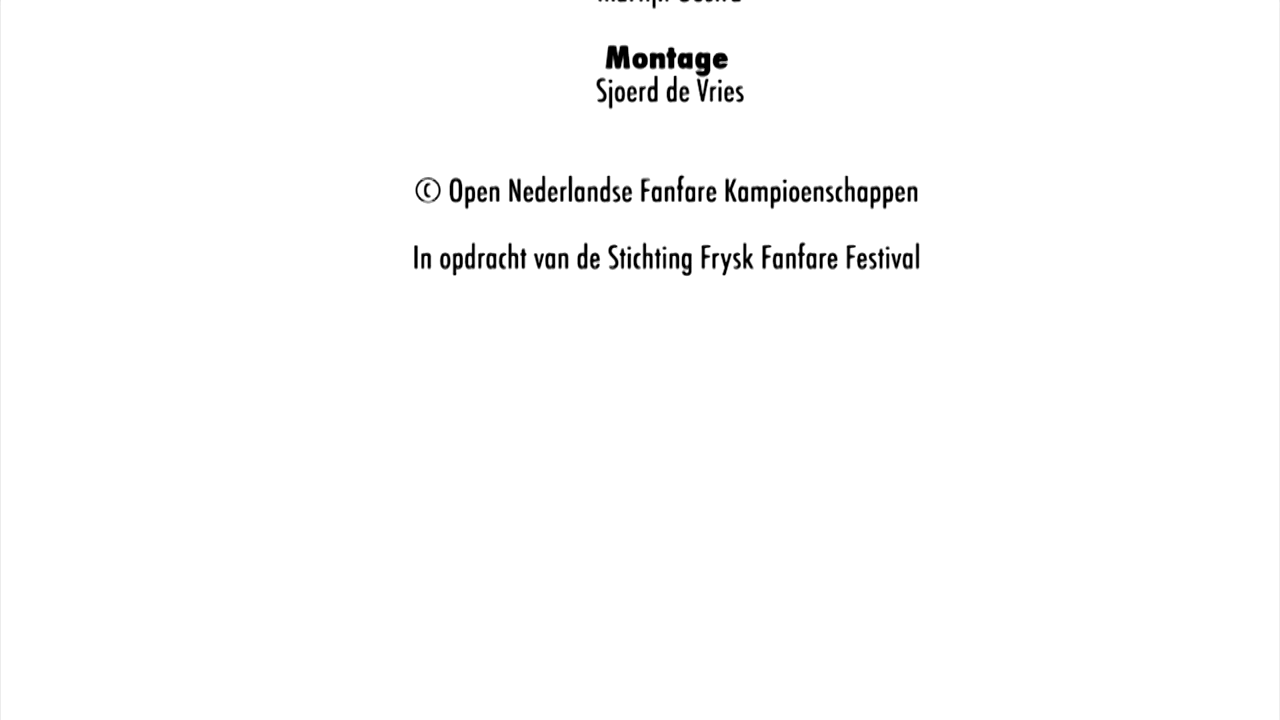 Montage
Sjoerd de Vries
© Open Nederlandse Fanfare Kampioenschappen
In opdracht van de Stichting Frysk Fanfare Festival